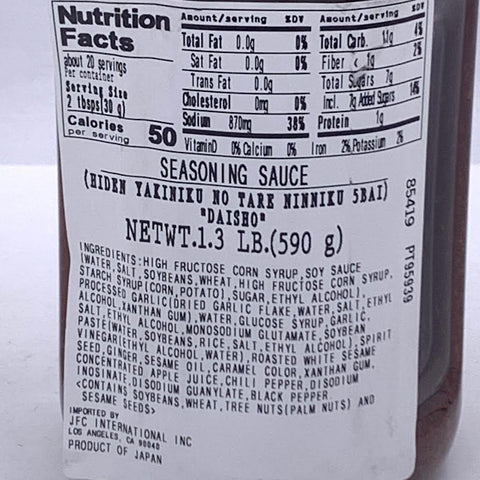 Nutrition
Facts
about 20 servings
Per container
Serving Size
2 tbsps(30 g)
Calories
per serving 50
Amount/serving %DV
Total Fat 0.0g 0%
Sat Fat 0.0g 0%
Trans Fat 0.0g
Cholesterol 0mg 0%
Sodium 870mg 38%
Amount/serving %DV
Total Carb. 11g 4%
Fiber < 1g 2%
Total Sugars 7g
Incl. 7g Added Sugars 14%
Protein 1g
VitaminD 0% Calcium 0% Iron 2% Potassium 2%
SEASONING SAUCE
(HIDEN YAKINIKU NO TARE NINNIKU 5BAI)
"DAISHO"
NETWT.1.3 LB.(590 g)
INGREDIENTS:HIGH FRUCTOSE CORN SYRUP,SOY SAUCE
(WATER,SALT,SOYBEANS,WHEAT,HIGH FRUCTOSE CORN SYRUP,
STARCH SYRUP(CORN,POTATO),SUGAR,ETHYL ALCOHOL),
PROCESSED GARLIC(DRIED GARLIC FLAKE,WATER,SALT,ETHYL
ALCOHOL,XANTHAN GUM),WATER,GLUCOSE SYRUP,GARLIC,
SALT,ETHYL ALCOHOL,MONOSODIUM GLUTAMATE,SOYBEAN
PASTE(WATER,SOYBEANS,RICE,SALT,ETHYL ALCOHOL),SPIRIT
VINEGAR(ETHYL ALCOHOL,WATER),ROASTED WHITE SESAME
SEED,GINGER,SESAME OIL,CARAMEL COLOR,XANTHAN GUM,
CONCENTRATED APPLE JUICE,CHILI PEPPER,DISODIUM
INOSINATE,DISODIUM GUANYLATE,BLACK PEPPER.
<CONTAINS SOYBEANS,WHEAT,TREE NUTS(PALM NUTS) AND
SESAME SEEDS>
IMPORTED BY
JFC INTERNATIONAL INC
LOS ANGELES, CA 90040
PRODUCT OF JAPAN
85419 PT95939